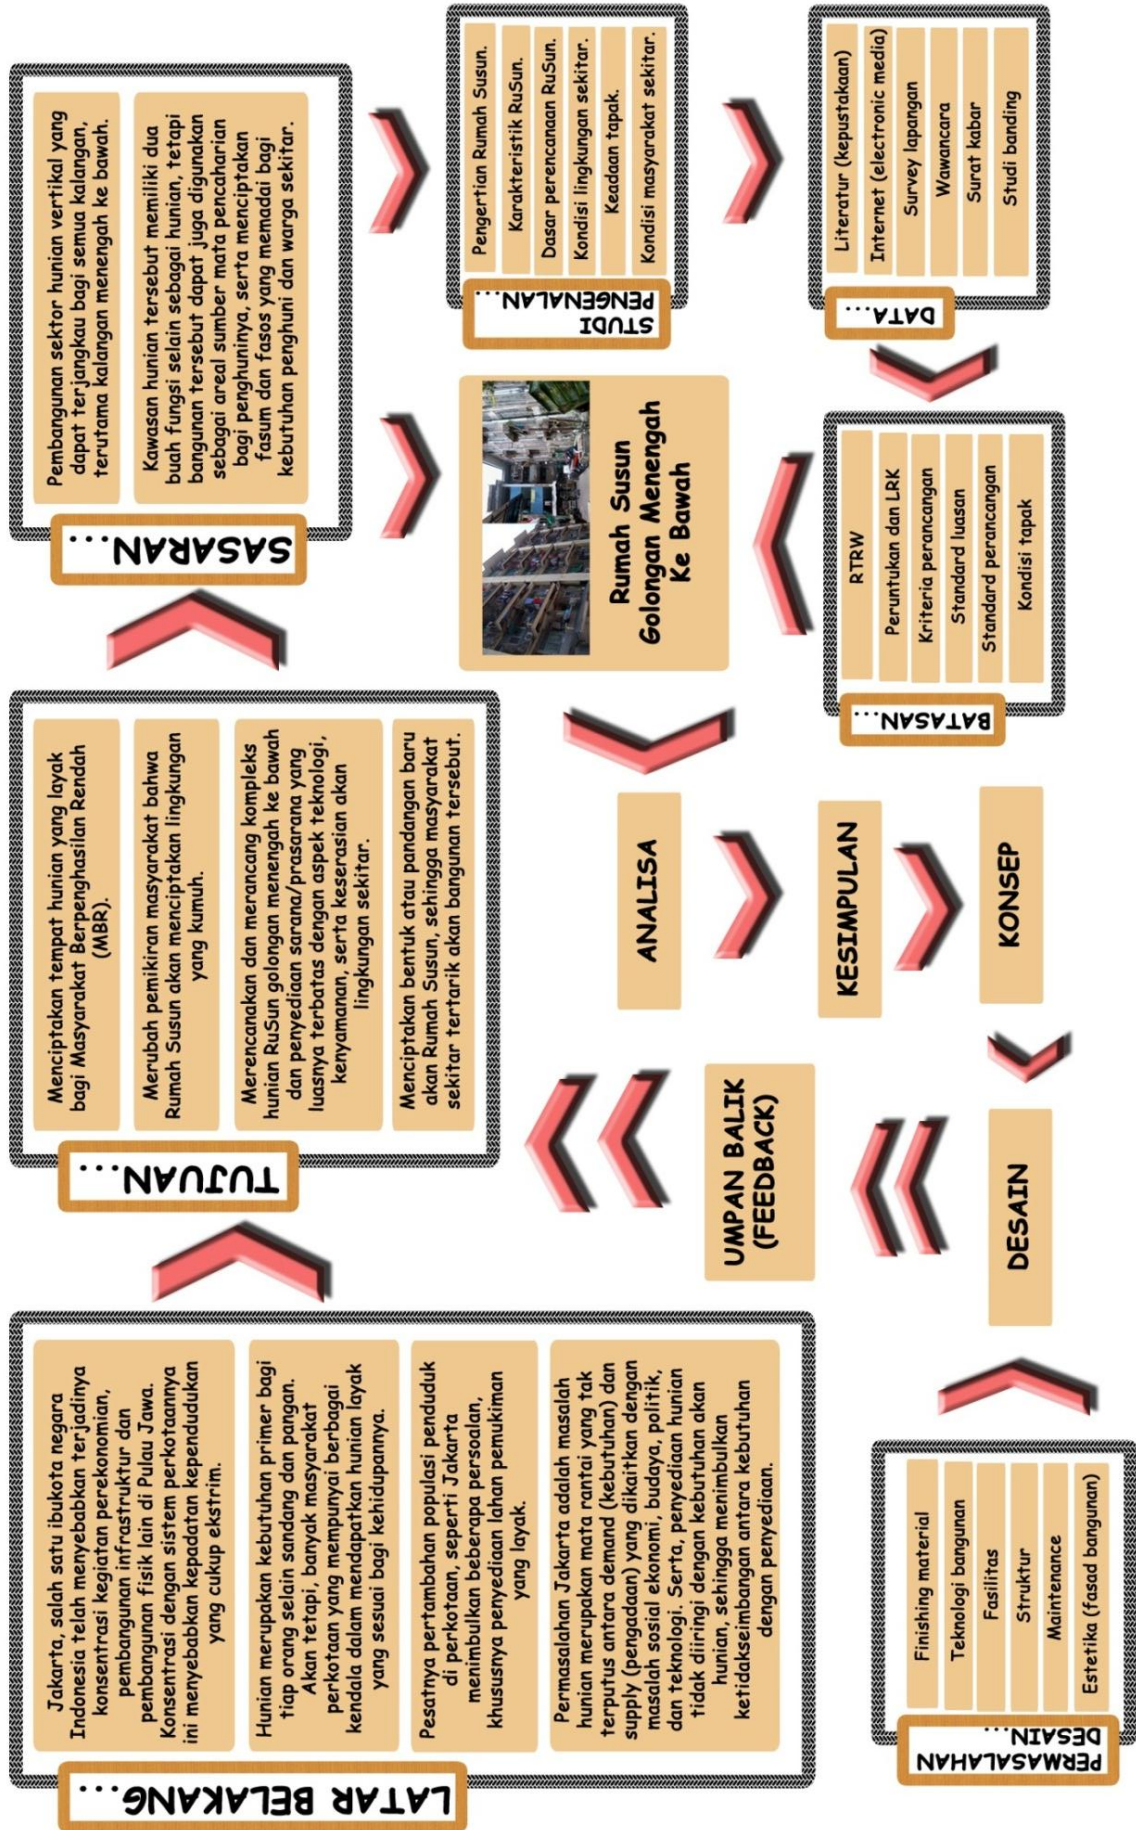 LATAR BELAKANG...
Jakarta, salah satu ibukota negara
Indonesia telah menyebabkan terjadinya
konsentrasi kegiatan perekonomian,
pembangunan infrastruktur dan
pembangunan fisik lain di Pulau Jawa.
Konsentrasi dengan sistem perkotaannya
ini menyebabkan kepadatan kependudukan
yang cukup ekstrim.
Hunian merupakan kebutuhan primer bagi
tiap orang selain sandang dan pangan.
Akan tetapi, banyak masyarakat
perkotaan yang mempunyai berbagai
kendala dalam mendapatkan hunian layak
yang sesuai bagi kehidupannya.
Pesatnya pertambahan populasi penduduk
di perkotaan, seperti Jakarta
menimbulkan beberapa persoalan,
khususnya penyediaan lahan pemukiman
yang layak.
Permasalahan Jakarta adalah masalah
hunian merupakan mata rantai yang tak
terputus antara demand (kebutuhan) dan
supply (pengadaan) yang dikaitkan dengan
masalah sosial ekonomi, budaya, politik,
dan teknologi. Serta, penyediaan hunian
tidak diiringi dengan kebutuhan akan
hunian, sehingga menimbulkan
ketidakseimbangan antara kebutuhan
dengan penyediaan.
TUJUAN...
Menciptakan tempat hunian yang layak
bagi Masyarakat Berpenghasilan Rendah
(MBR).
Merubah pemikiran masyarakat bahwa
Rumah Susun akan menciptakan lingkungan
yang kumuh.
Merencanakan dan merancang kompleks
hunian RuSun golongan menengah ke bawah
dan penyediaan sarana/prasarana yang
luasnya terbatas dengan aspek teknologi,
kenyamanan, serta keserasian akan
lingkungan sekitar.
Menciptakan bentuk atau pandangan baru
akan Rumah Susun, sehingga masyarakat
sekitar tertarik akan bangunan tersebut.
SASARAN...
Pembangunan sektor hunian vertikal yang
dapat terjangkau bagi semua kalangan,
terutama kalangan menengah ke bawah.
Kawasan hunian tersebut memiliki dua
buah fungsi selain sebagai hunian, tetapi
bangunan tersebut dapat juga digunakan
sebagai areal sumber mata pencaharian
bagi penghuninya, serta menciptakan
fasum dan fasos yang memadai bagi
kebutuhan penghuni dan warga sekitar.
STUDI
PENGENALAN...
Pengertian Rumah Susun.
Karakteristik RuSun.
Dasar perencanaan RuSun.
Kondisi lingkungan sekitar.
Keadaan tapak.
Kondisi masyarakat sekitar.
Rumah Susun
Golongan Menengah
Ke Bawah
DATA...
Literatur (kepustakaan)
Internet (electronic media)
Survey lapangan
Wawancara
Surat kabar
Studi banding
BATASAN...
RTRW
Peruntukan dan LRK
Kriteria perancangan
Standard luasan
Standard perancangan
Kondisi tapak
ANALISA
KESIMPULAN
KONSEP
DESAIN
UMPAN BALIK
(FEEDBACK)
PERMASALAHAN
DESAIN...
Finishing material
Teknologi bangunan
Fasilitas
Struktur
Maintenance
Estetika (fasad bangunan)